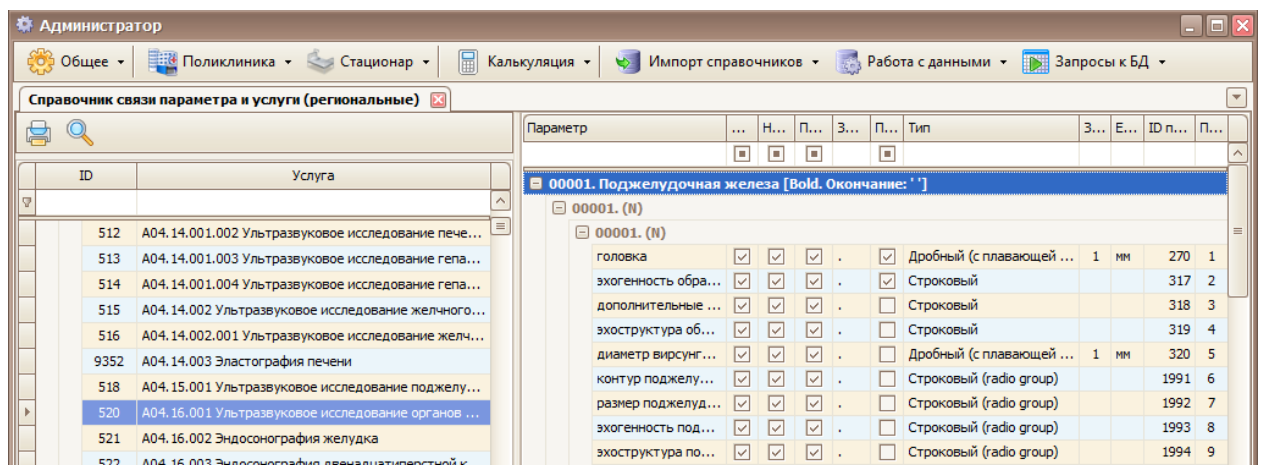 Администратор
Общее Поликлиника Стационар Калькуляция Импорт справочников Работа с данными Запросы к БД
Справочник связи параметра и услуги (региональные)
ID Услуга
512 A04.14.001.002 Ультразвуковое исследование пече...
513 A04.14.001.003 Ультразвуковое исследование гепа...
514 A04.14.001.004 Ультразвуковое исследование гепа...
515 A04.14.002 Ультразвуковое исследование желчного...
516 A04.14.002.001 Ультразвуковое исследование желч...
9352 A04.14.003 Эластография печени
518 A04.15.001 Ультразвуковое исследование поджелу...
520 A04.16.001 Ультразвуковое исследование органов ...
521 A04.16.002 Эндосонография желудка
522 A04.16.003 Эндосонография двенадцатиперстной к...
Параметр ... Н... П... З... П... Тип З... Е... ID п... П...
00001. Поджелудочная железа [Bold. Окончание: ' ']
00001. (N)
00001. (N)
головка . Дробный (с плавающей ... 1 мм 270 1
эхогенность обра... . Строковый 317 2
дополнительные ... . Строковый 318 3
эхоструктура об... . Строковый 319 4
диаметр вирсунг... . Дробный (с плавающей ... 1 мм 320 5
контур поджелу... . Строковый (radio group) 1991 6
размер поджелуд... . Строковый (radio group) 1992 7
эхогенность под... . Строковый (radio group) 1993 8
эхоструктура по... . Строковый (radio group) 1994 9